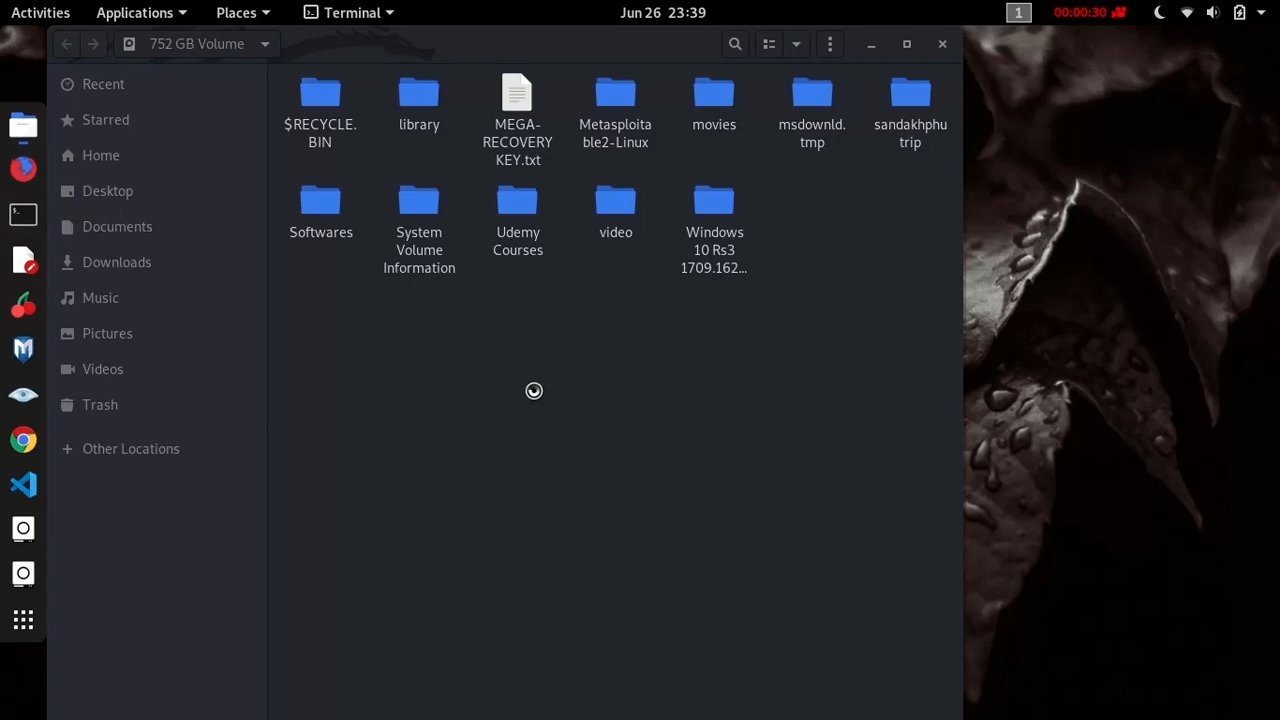 Activities Applications Places Terminal Jun 26 23:39 1 00:00:30
752 GB Volume
Recent
Starred
Home
Desktop
Documents
Downloads
Music
Pictures
Videos
Trash
Other Locations
$RECYCLE.
BIN
library
MEGA-
RECOVERY
KEY.txt
Metasploita
ble2-Linux
movies
msdownld.
tmp
sandakhphu
trip
Softwares
System
Volume
Information
Udemy
Courses
video
Windows
10 Rs3
1709.162...